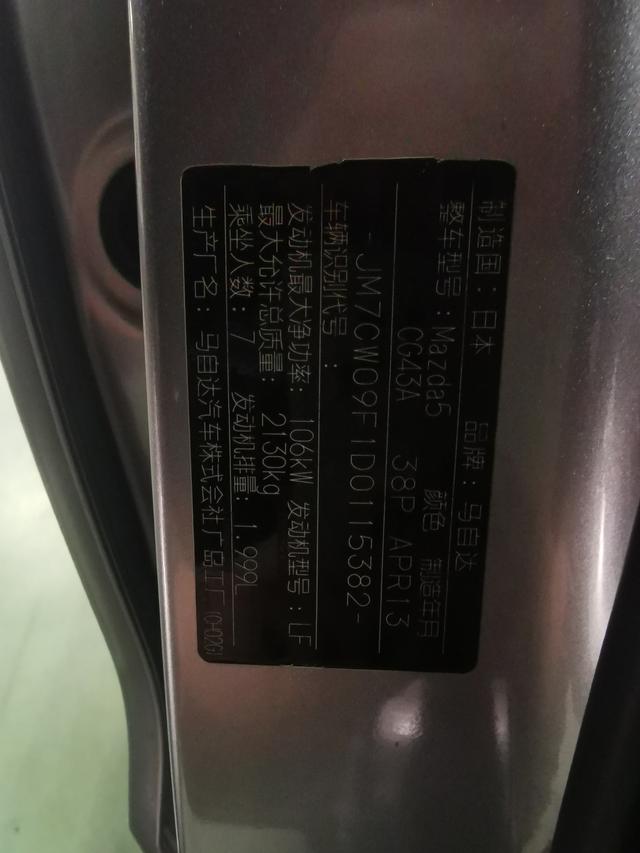 制造国：日本 品牌：马自达
整车型号：Mazda5 颜色 制造年月
CG43A 38P APR13
车辆识别代号：
-JM7CW09F1D0115382-
发动机最大净功率：106kW 发动机型号：LF
最大允许总质量：2130kg
乘坐人数：7 发动机排量：1.999L
生产厂名：马自达汽车株式会社广品工厂 (CH02G)